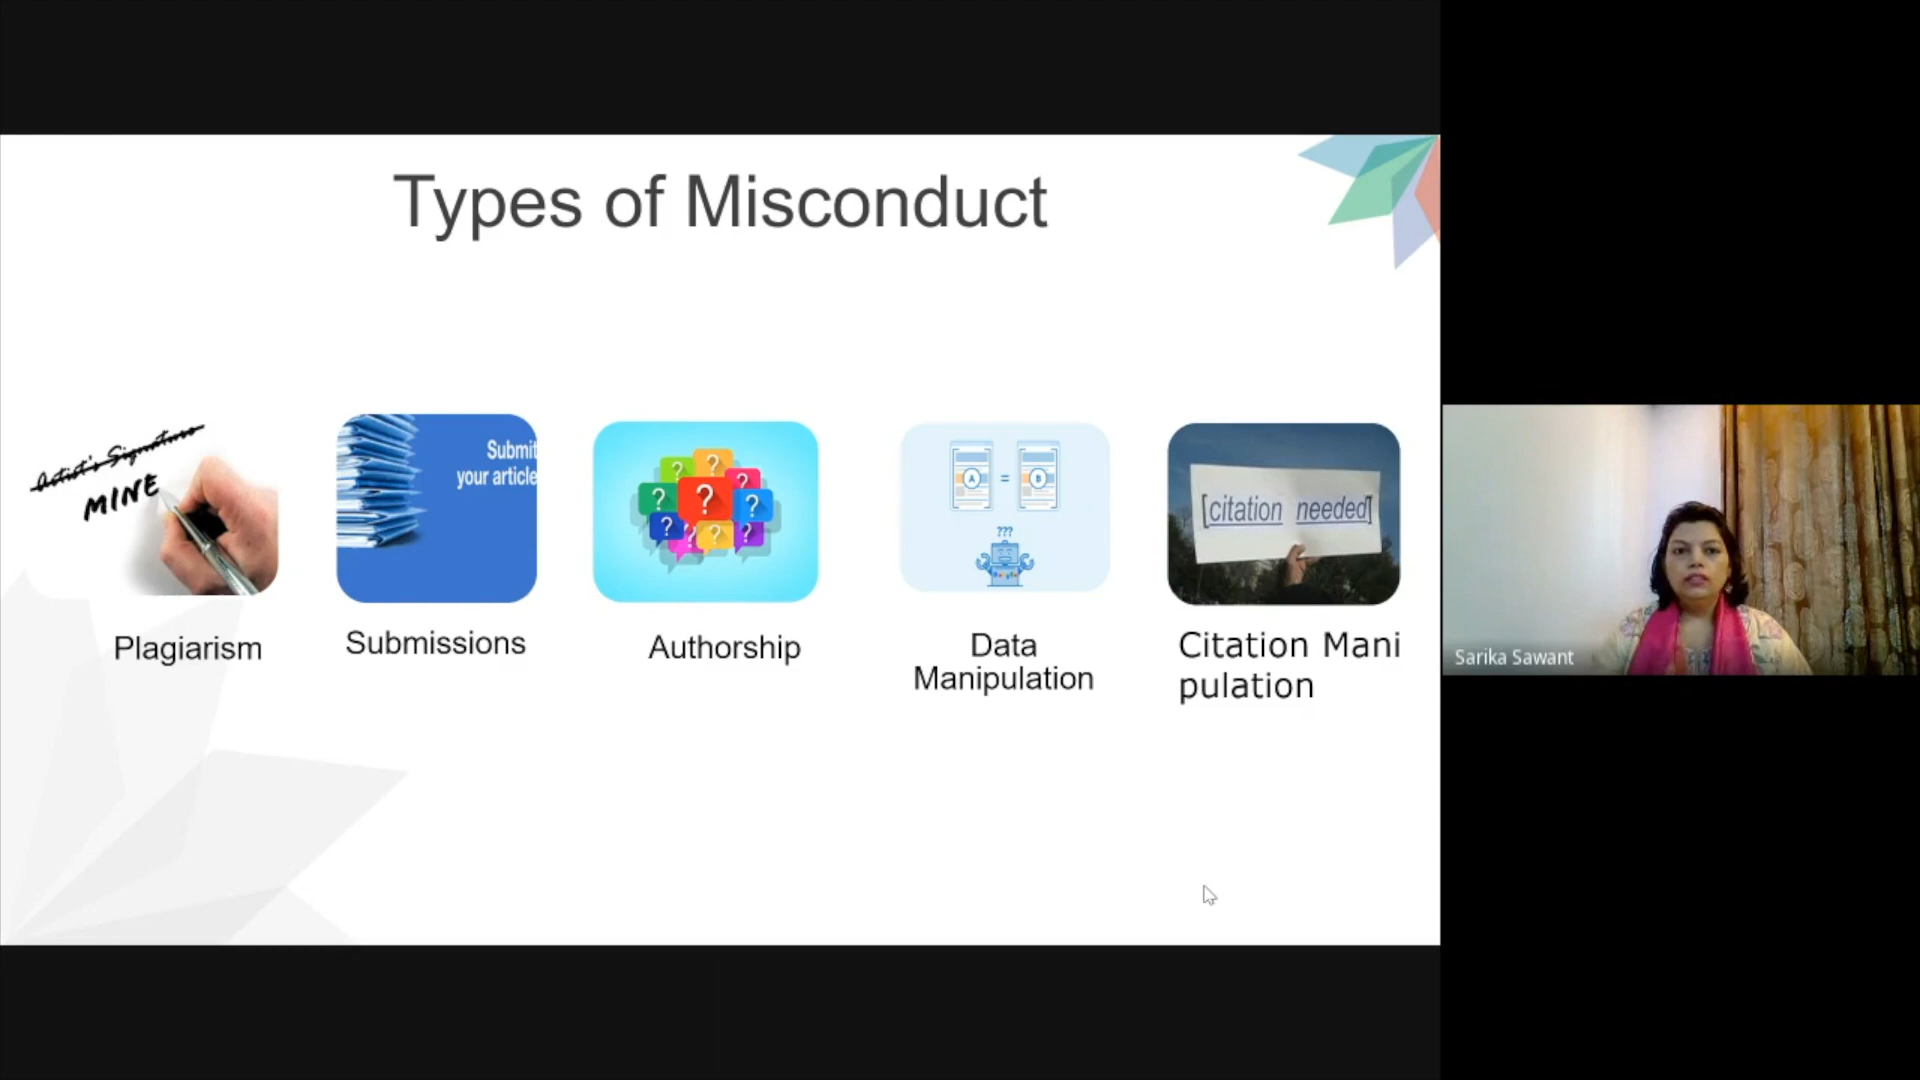 Types of Misconduct
Artist's Signature
MINE
Submit
your article
? ? ? ? ? ? ? ? ? ? ?
A = B
???
[citation needed]
Plagiarism
Submissions
Authorship
Data
Manipulation
Citation Mani
pulation
Sarika Sawant